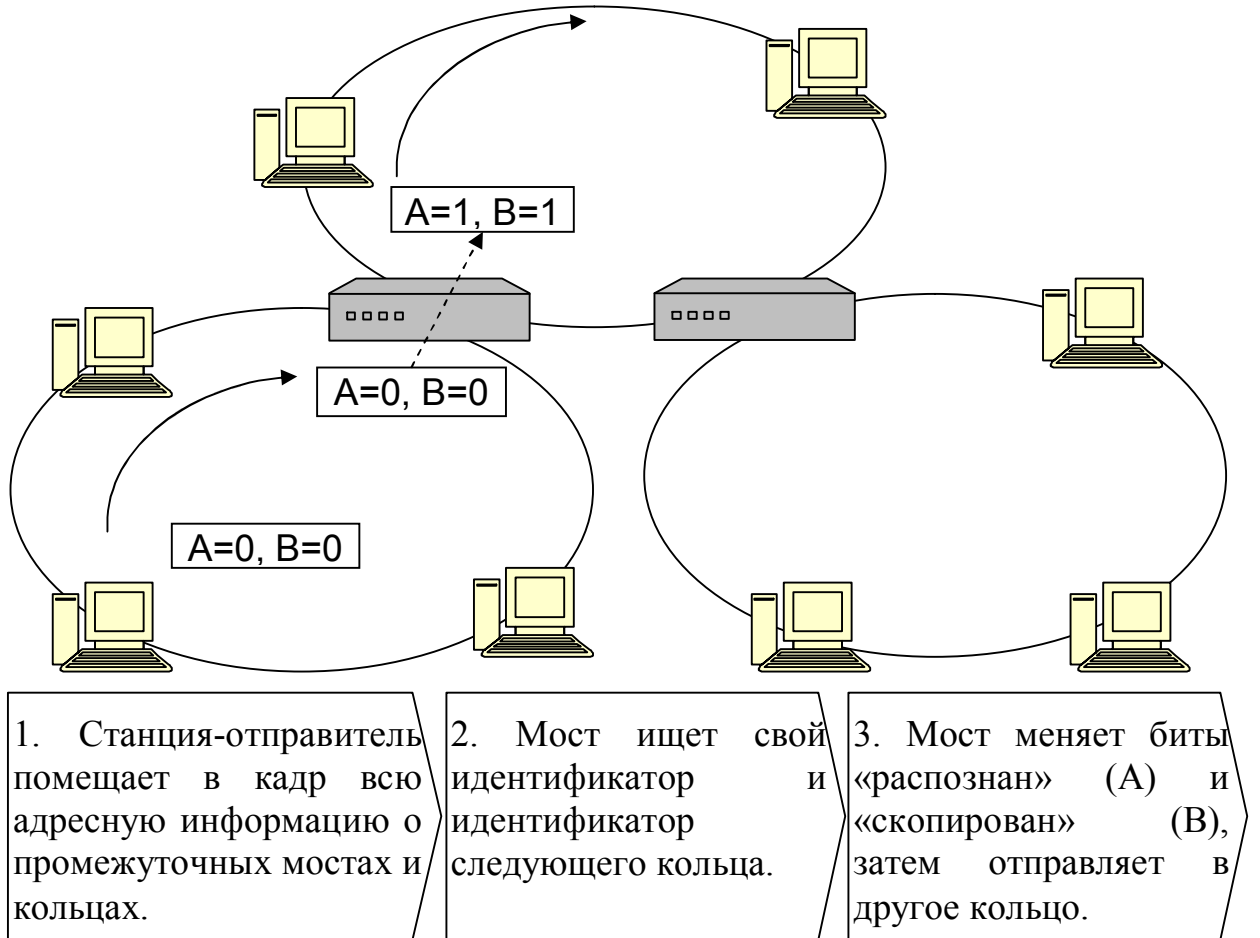 A=1, B=1
A=0, B=0
A=0, B=0
1. Станция-отправитель
помещает в кадр всю
адресную информацию о
промежуточных мостах и
кольцах.
2. Мост ищет свой
идентификатор и
идентификатор
следующего кольца.
3. Мост меняет биты
«распознан» (A) и
«скопирован» (B),
затем отправляет в
другое кольцо.